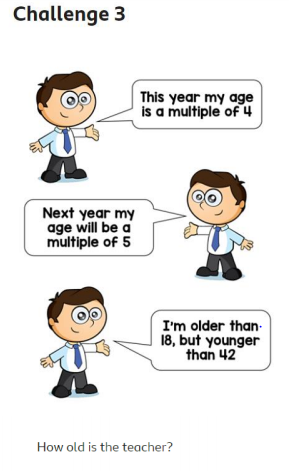 Challenge 3
This year my age
is a multiple of 4
Next year my
age will be a
multiple of 5
I'm older than
18, but younger
than 42
How old is the teacher?